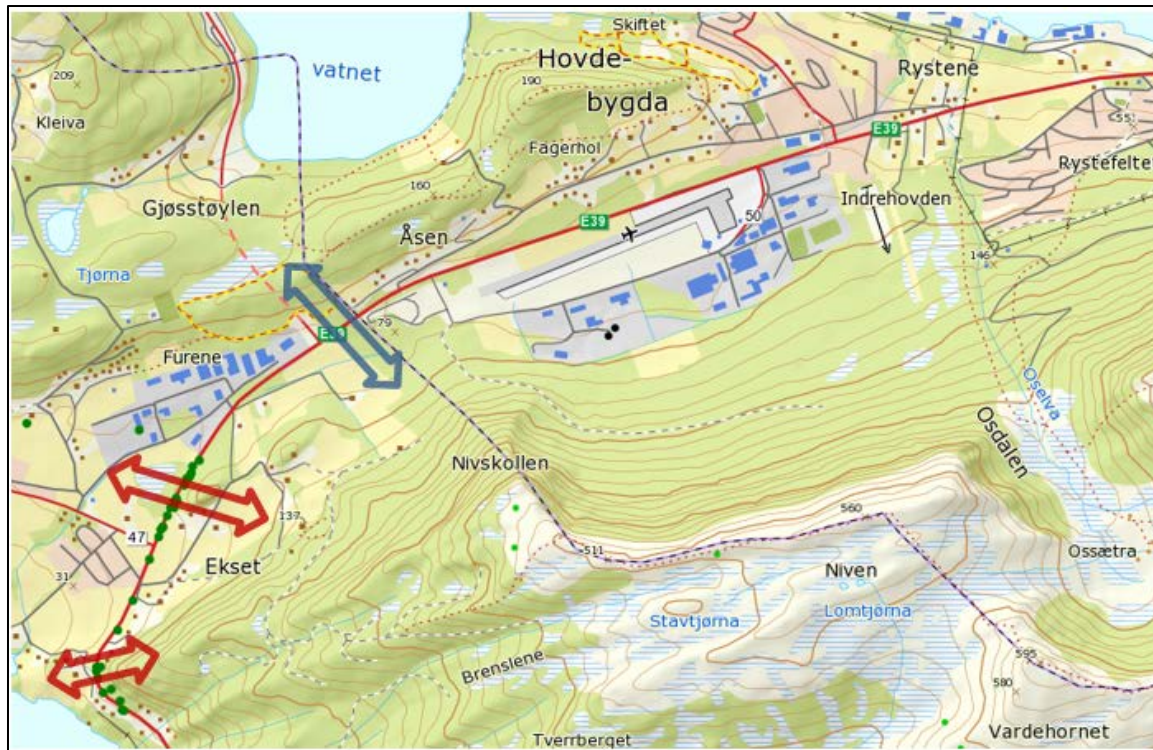 Skiftet
209
vatnet
Hovde-
bygda
190
Rystene
Kleiva
E39
551
Fagerhol
Rystefeltet
160
Gjøsstøylen
Indrehovden
E39
50
Åsen
146
Tjørna
E39
79
Furene
Oselva
Osdalen
Nivskollen
137
560
47
511
Ossætra
Ekset
31
Niven
Stavtjørna
Lomtjørna
Brenslene
595
580
Vardehornet
Tverrberget